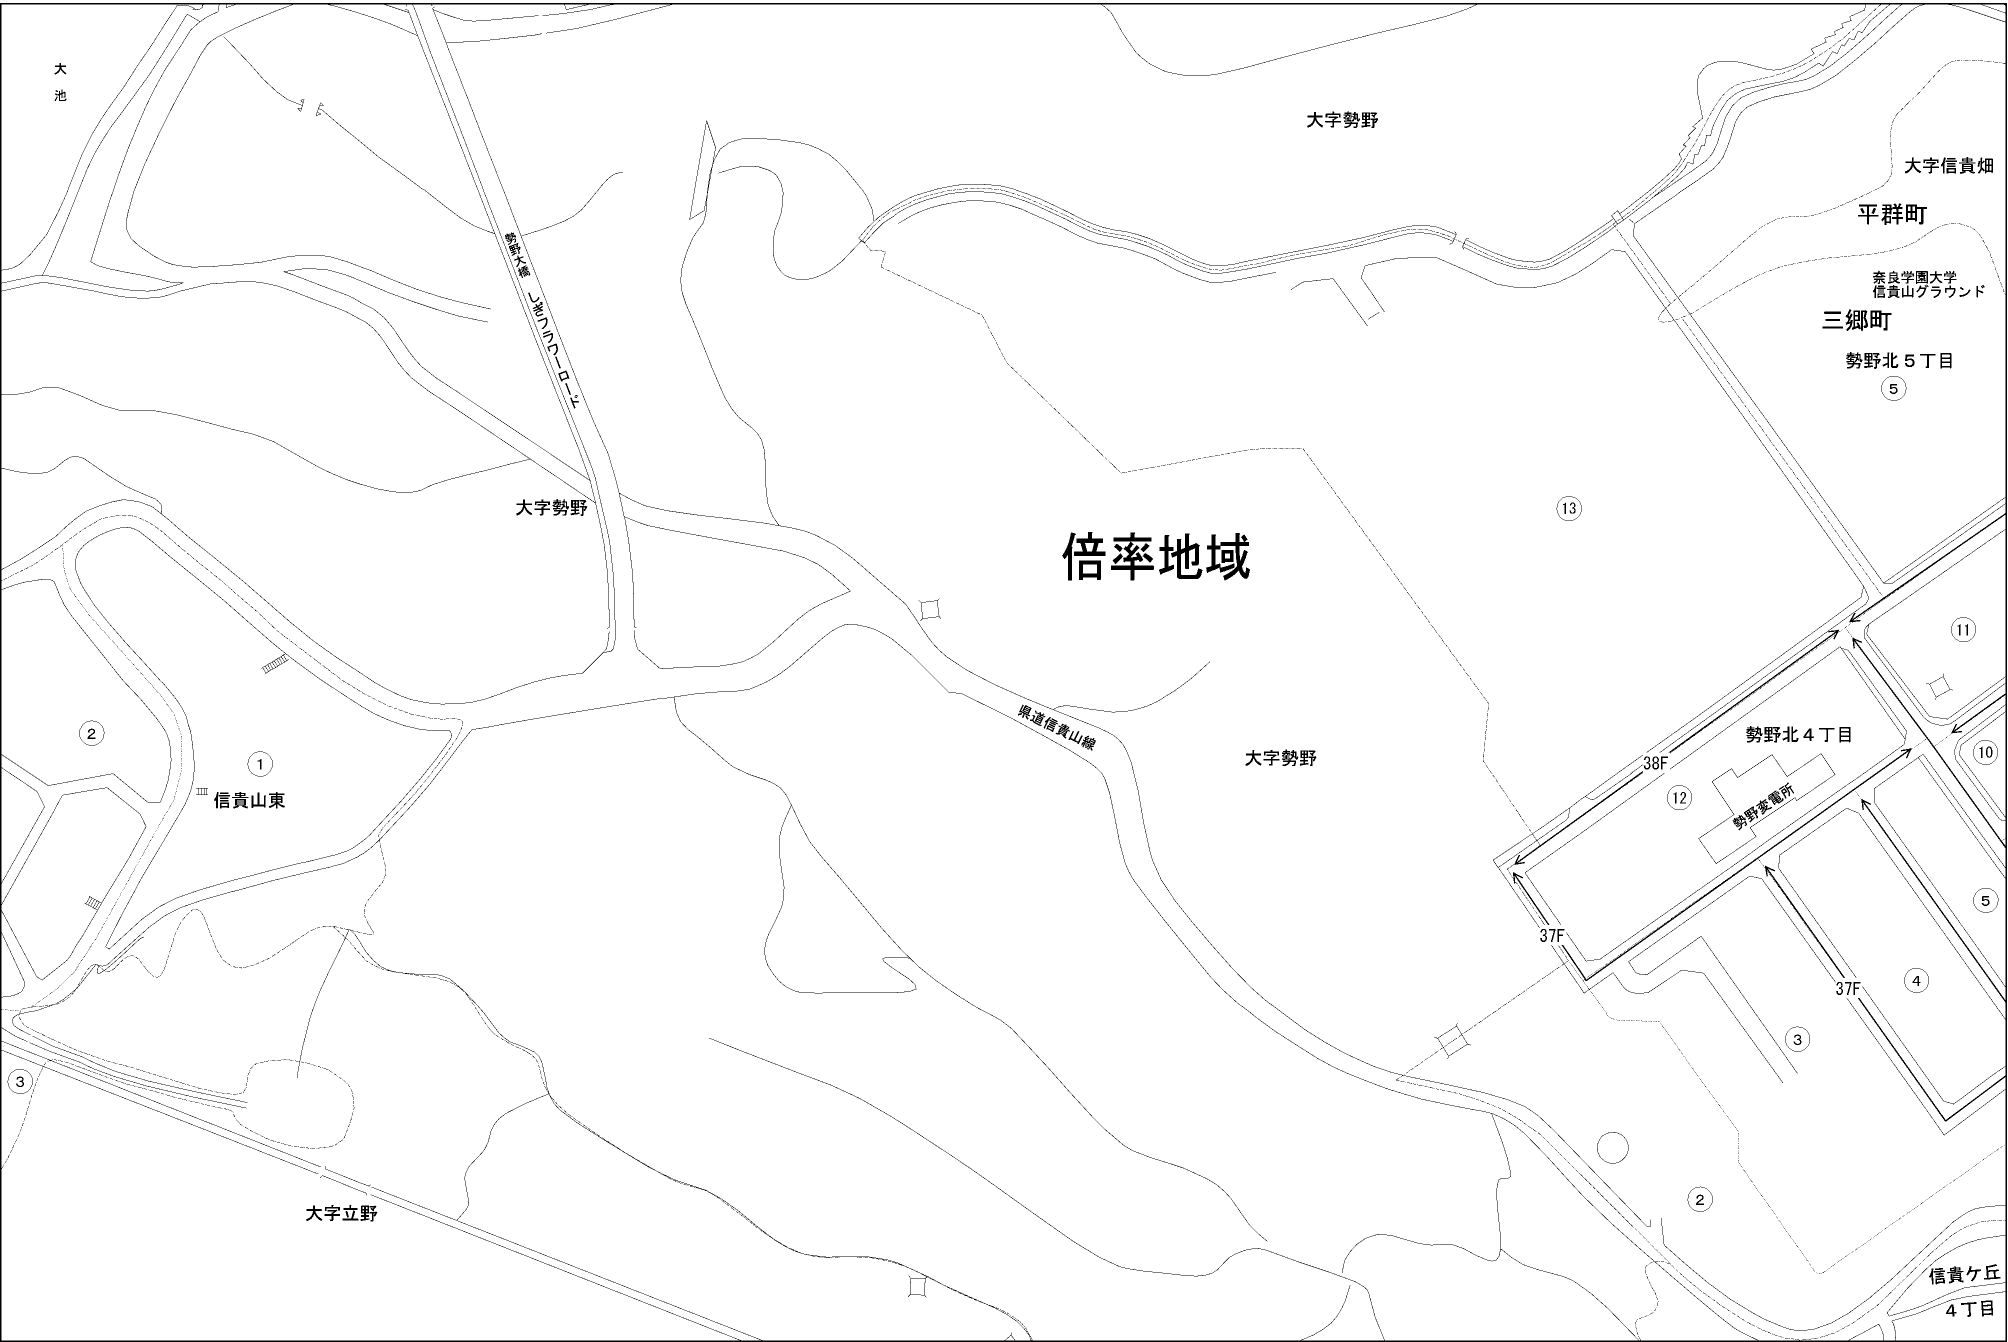 大池
大字勢野
大字信貴畑
平群町
勢野大橋 しぎフラワーロード
奈良学園大学
信貴山グラウンド
三郷町
勢野北５丁目
5
大字勢野
13
倍率地域
11
県道信貴山線
2
1
信貴山東
大字勢野
勢野北４丁目
10
38F
12
勢野変電所
5
37F
4
37F
3
3
2
大字立野
信貴ケ丘
４丁目